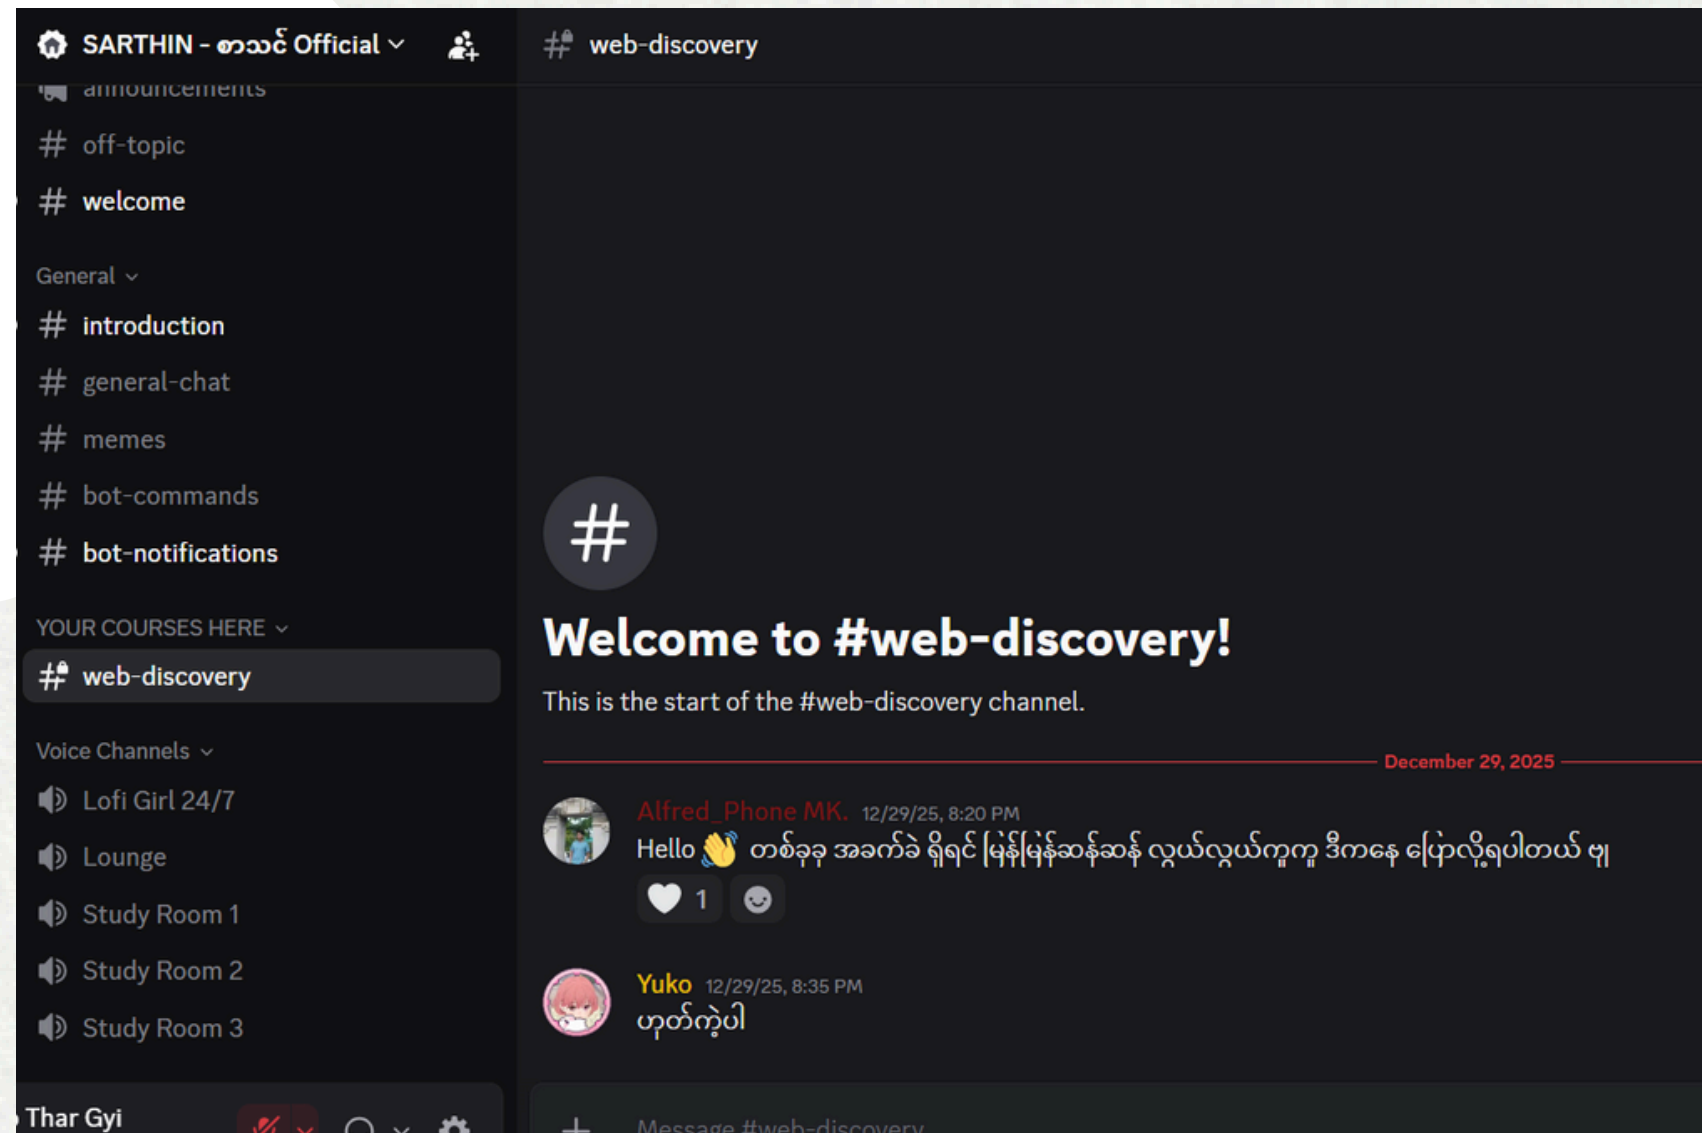 SARTHIN - စာသင် Official
announcements
off-topic
welcome
General
introduction
general-chat
memes
bot-commands
bot-notifications
YOUR COURSES HERE
web-discovery
Voice Channels
Lofi Girl 24/7
Lounge
Study Room 1
Study Room 2
Study Room 3
Thar Gyi
web-discovery
#
Welcome to #web-discovery!
This is the start of the #web-discovery channel.
December 29, 2025
Alfred_Phone MK. 12/29/25, 8:20 PM
Hello 👋 တစ်ခုခု အခက်ခဲ ရှိရင် မြန်မြန်ဆန်ဆန် လွယ်လွယ်ကူကူ ဒီကနေ ပြောလို့ရပါတယ် ဗျ
1
Yuko 12/29/25, 8:35 PM
ဟုတ်ကဲ့ပါ
Message #web-discovery